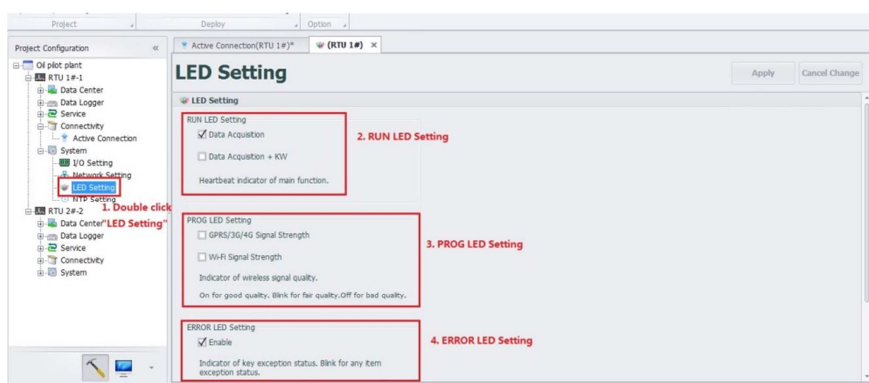 Project
Deploy
Option
Project Configuration
«
Active Connection(RTU 1#)*
(RTU 1#) ×
Oil pilot plant
RTU 1#-1
Data Center
Data Logger
Service
Connectivity
Active Connection
System
I/O Setting
Network Setting
LED Setting
NTP Setting
1. Double click
"LED Setting"
RTU 2#-2
Data Center
Data Logger
Service
Connectivity
System
LED Setting
Apply
Cancel Change
LED Setting
RUN LED Setting
Data Acquisition
2. RUN LED Setting
Data Acquisition + KW
Heartbeat indicator of main function.
PROG LED Setting
GPRS/3G/4G Signal Strength
3. PROG LED Setting
Wi-Fi Signal Strength
Indicator of wireless signal quality.
On for good quality. Blink for fair quality.Off for bad quality.
ERROR LED Setting
Enable
4. ERROR LED Setting
Indicator of key exception status. Blink for any item
exception status.